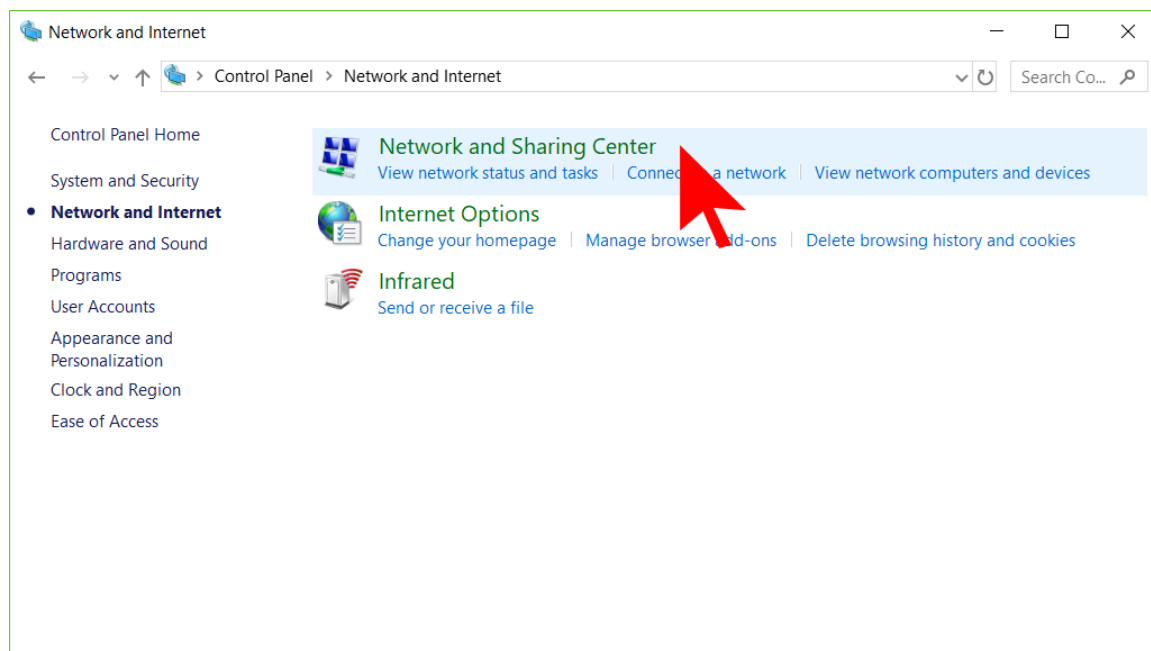 Network and Internet
Control Panel > Network and Internet
Search Co...
Control Panel Home
System and Security
Network and Internet
Hardware and Sound
Programs
User Accounts
Appearance and
Personalization
Clock and Region
Ease of Access
Network and Sharing Center
View network status and tasks | a network | View network computers and devices
Internet Options
Change your homepage | Manage browser add-ons | Delete browsing history and cookies
Infrared
Send or receive a file